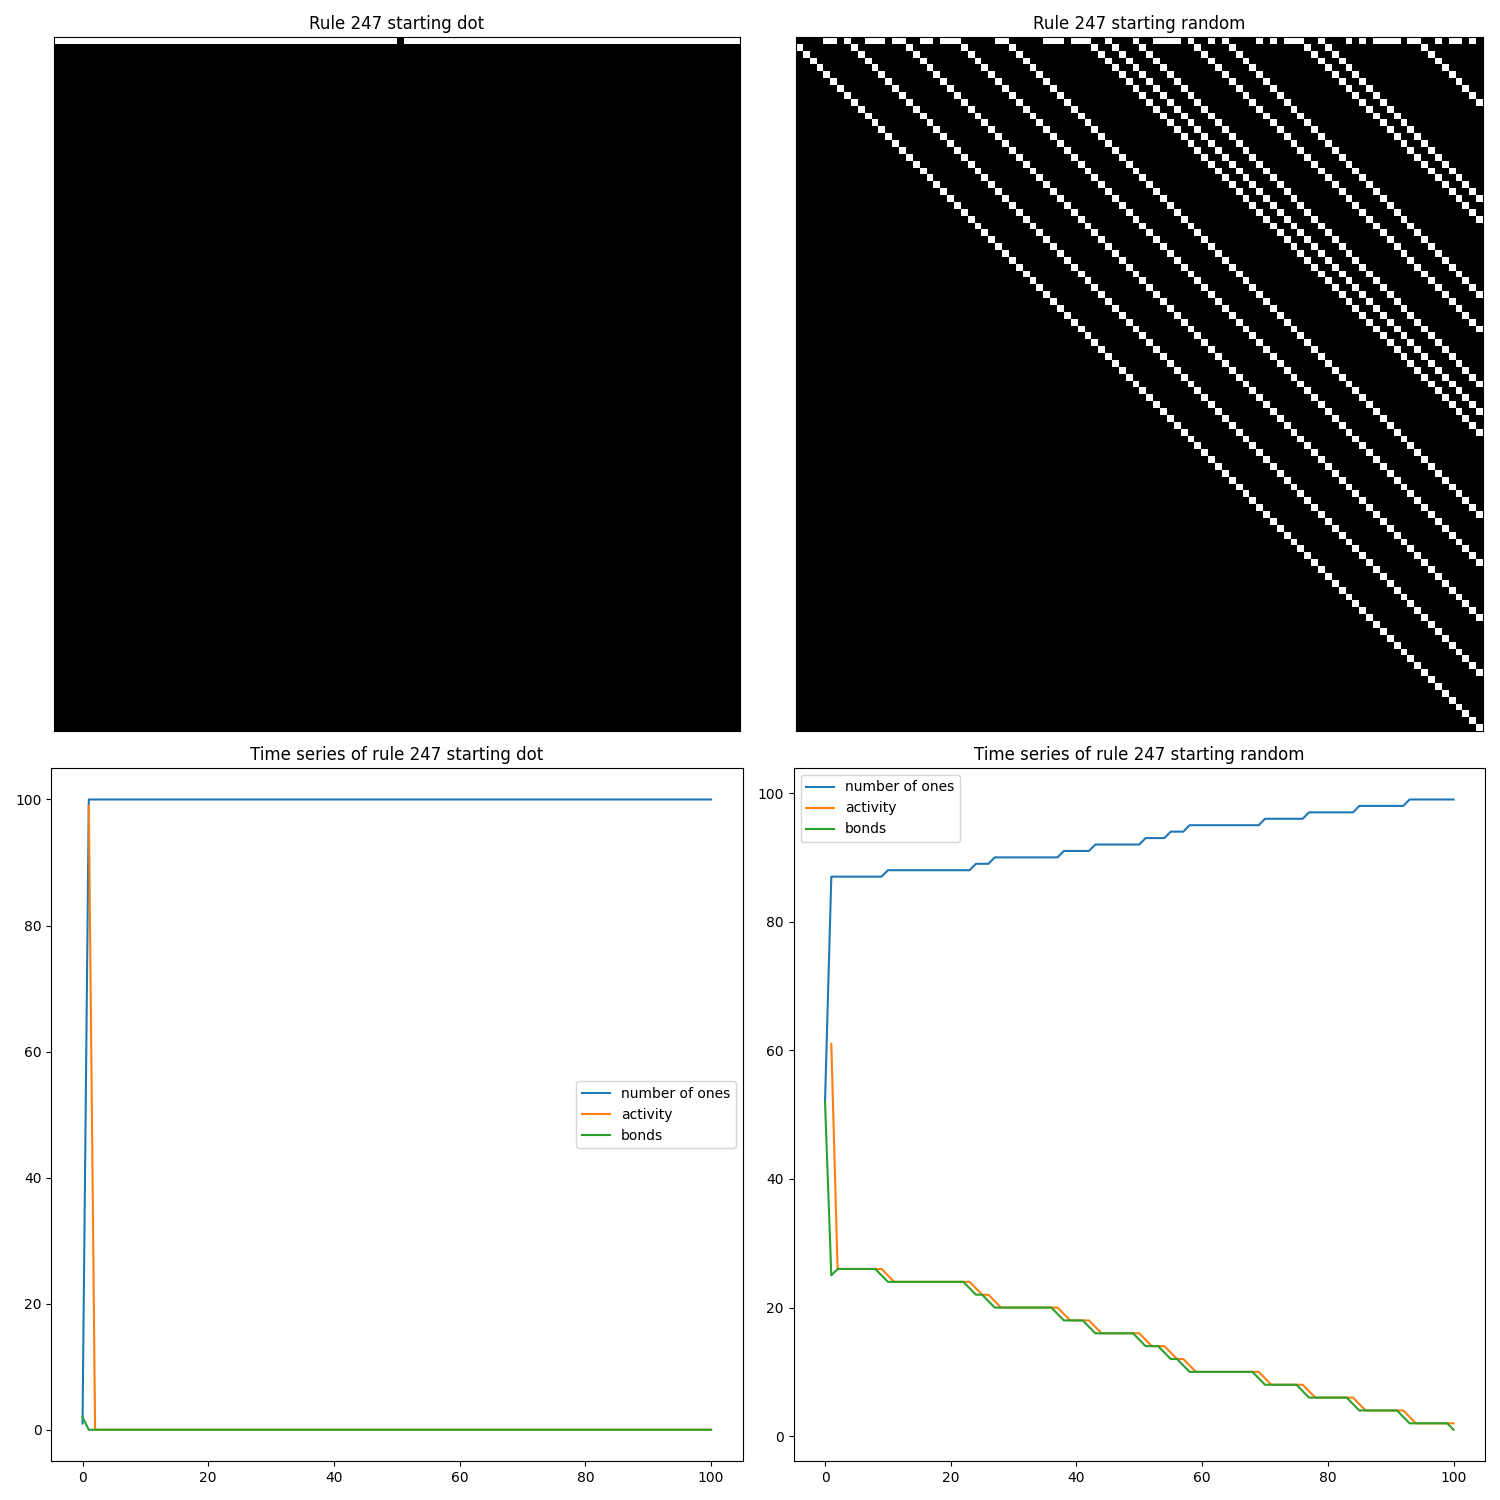 Rule 247 starting dot
Rule 247 starting random
Time series of rule 247 starting dot
100
80
60
40
20
0
number of ones
activity
bonds
0 20 40 60 80 100
Time series of rule 247 starting random
number of ones
activity
bonds
100
80
60
40
20
0
0 20 40 60 80 100